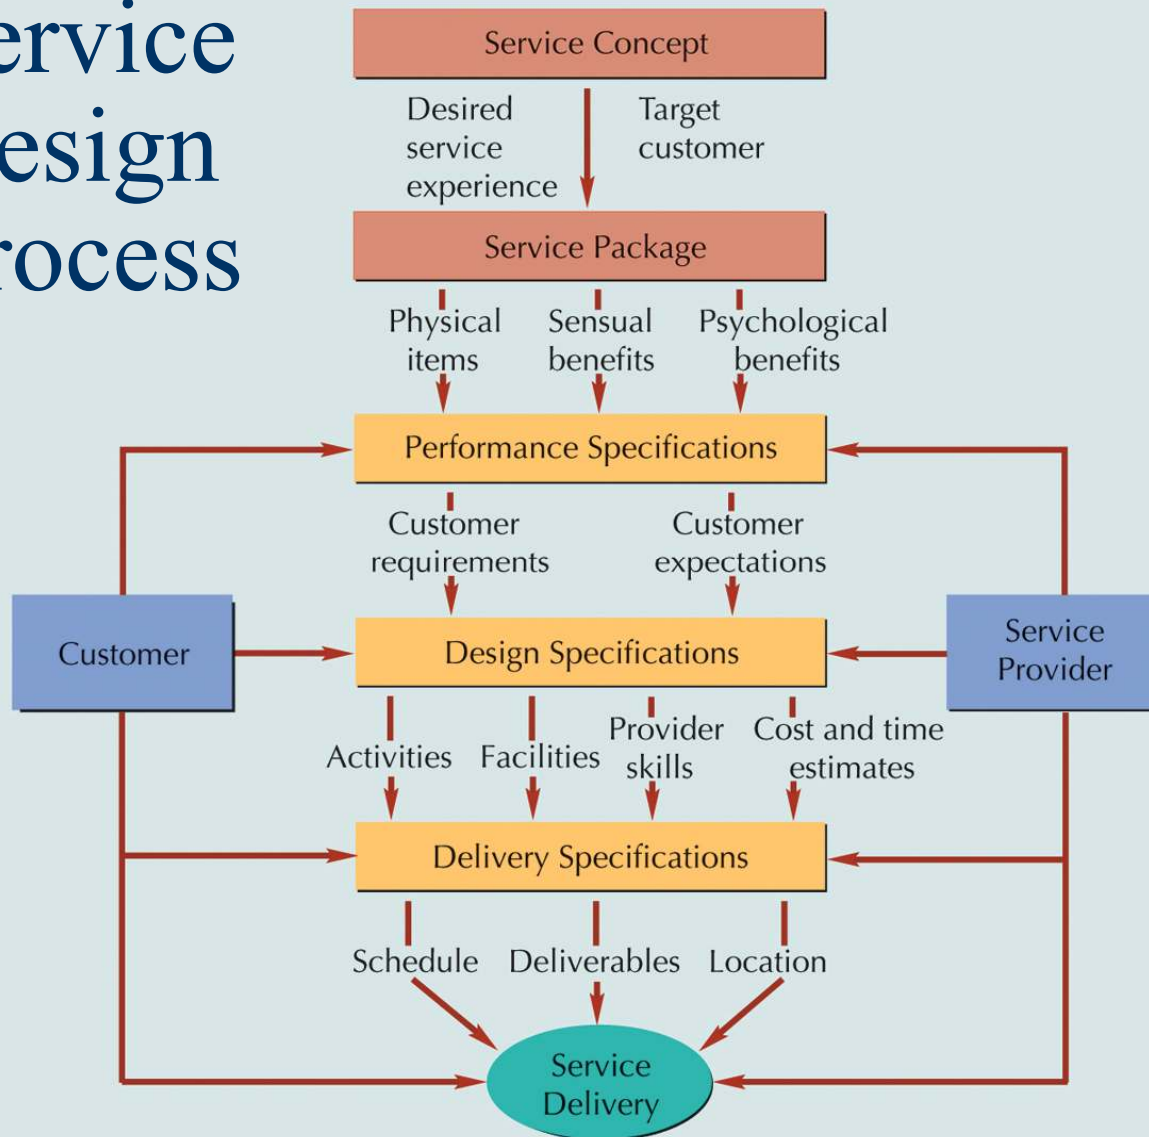 ervice
esign
rocess
Service Concept
Desired
service
experience
Target
customer
Service Package
Physical
items
Sensual
benefits
Psychological
benefits
Performance Specifications
Customer
requirements
Customer
expectations
Customer
Design Specifications
Service
Provider
Activities
Facilities
Provider
skills
Cost and time
estimates
Delivery Specifications
Schedule
Deliverables
Location
Service
Delivery